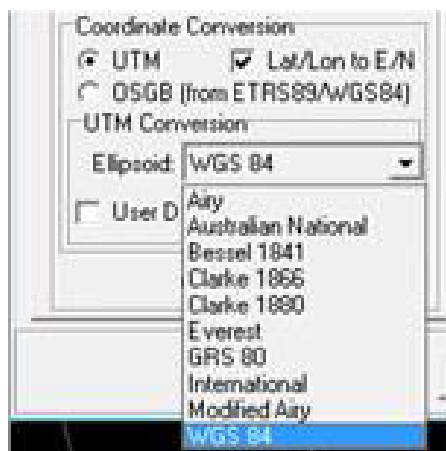 Coordinate Conversion
UTM Lat/Lon to E/N
OSGB (from ETRS89/WGS84)
UTM Conversion
Ellipsoid: WGS 84
User D
Airy
Australian National
Bessel 1841
Clarke 1866
Clarke 1880
Everest
GRS 80
International
Modified Airy
WGS 84